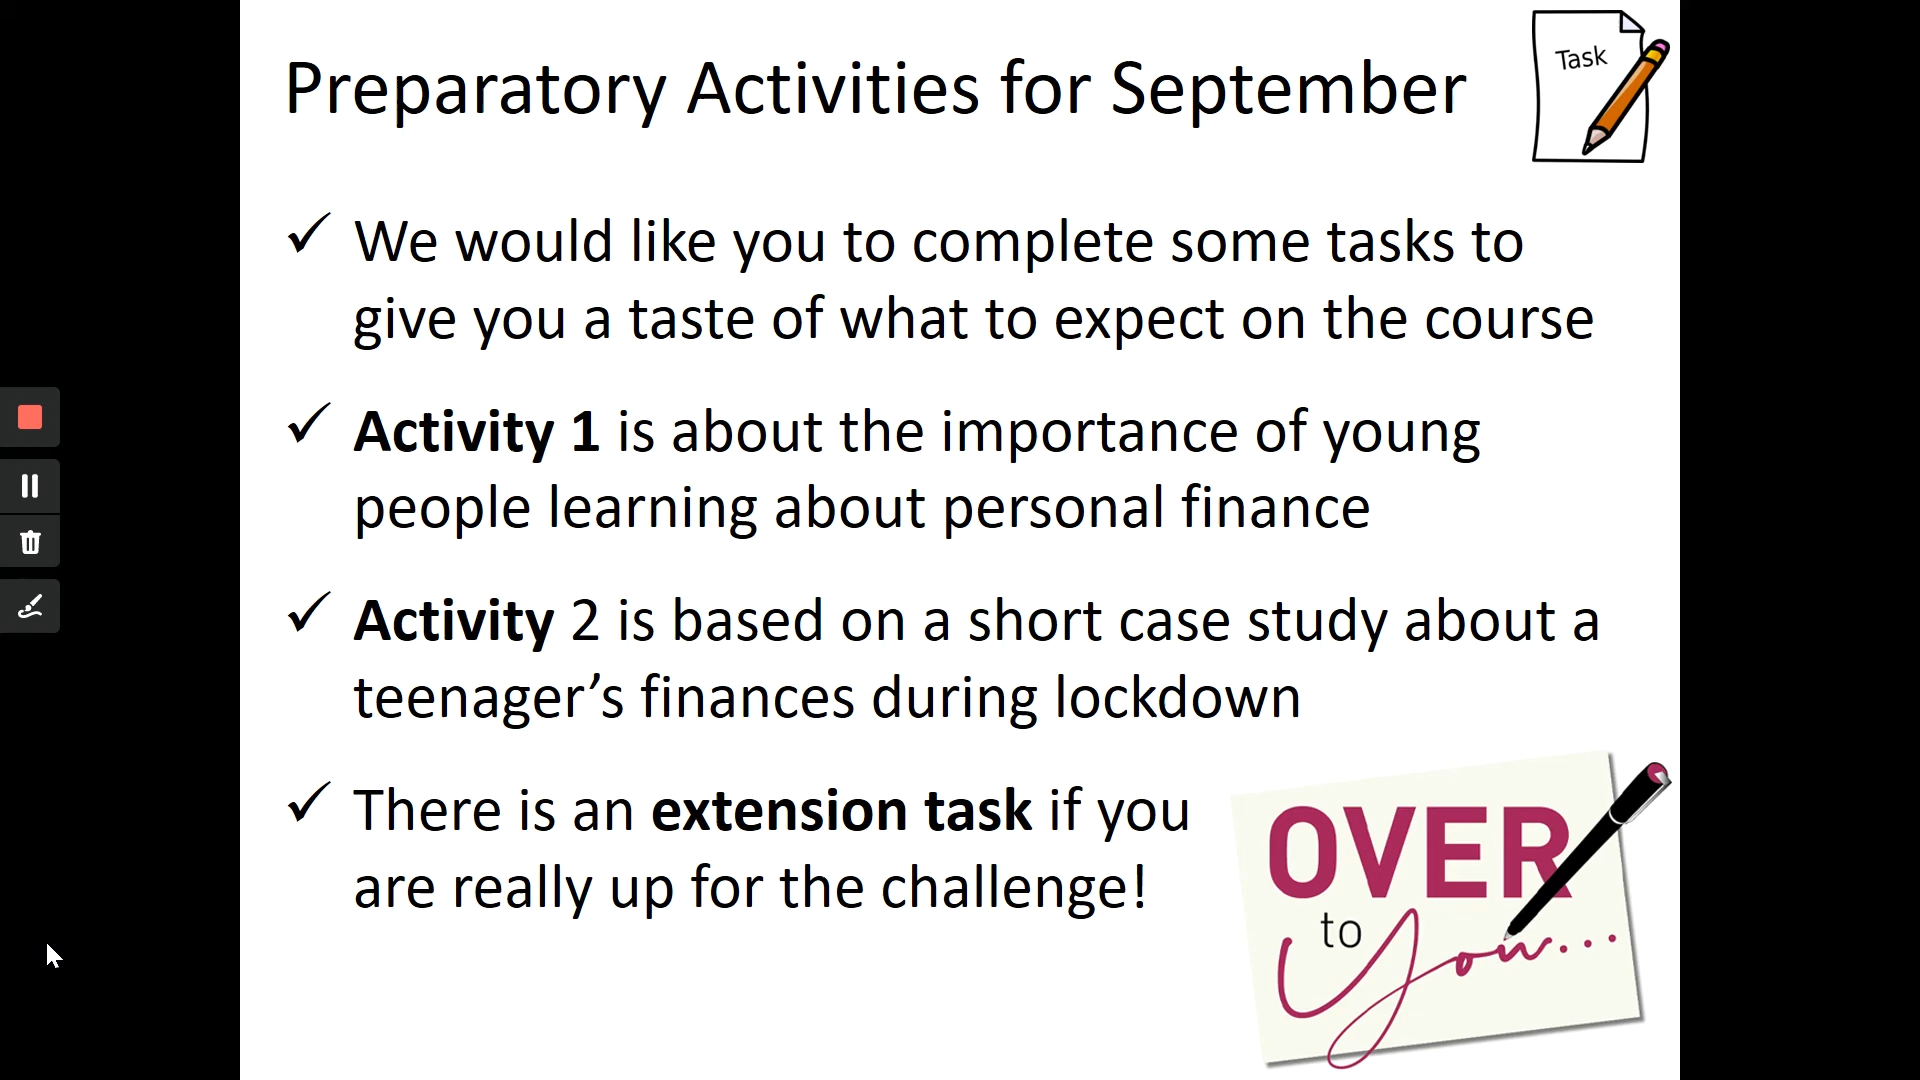 Preparatory Activities for September
Task
✓ We would like you to complete some tasks to
give you a taste of what to expect on the course
✓ Activity 1 is about the importance of young
people learning about personal finance
✓ Activity 2 is based on a short case study about a
teenager’s finances during lockdown
✓ There is an extension task if you
are really up for the challenge!
OVER
to
You...